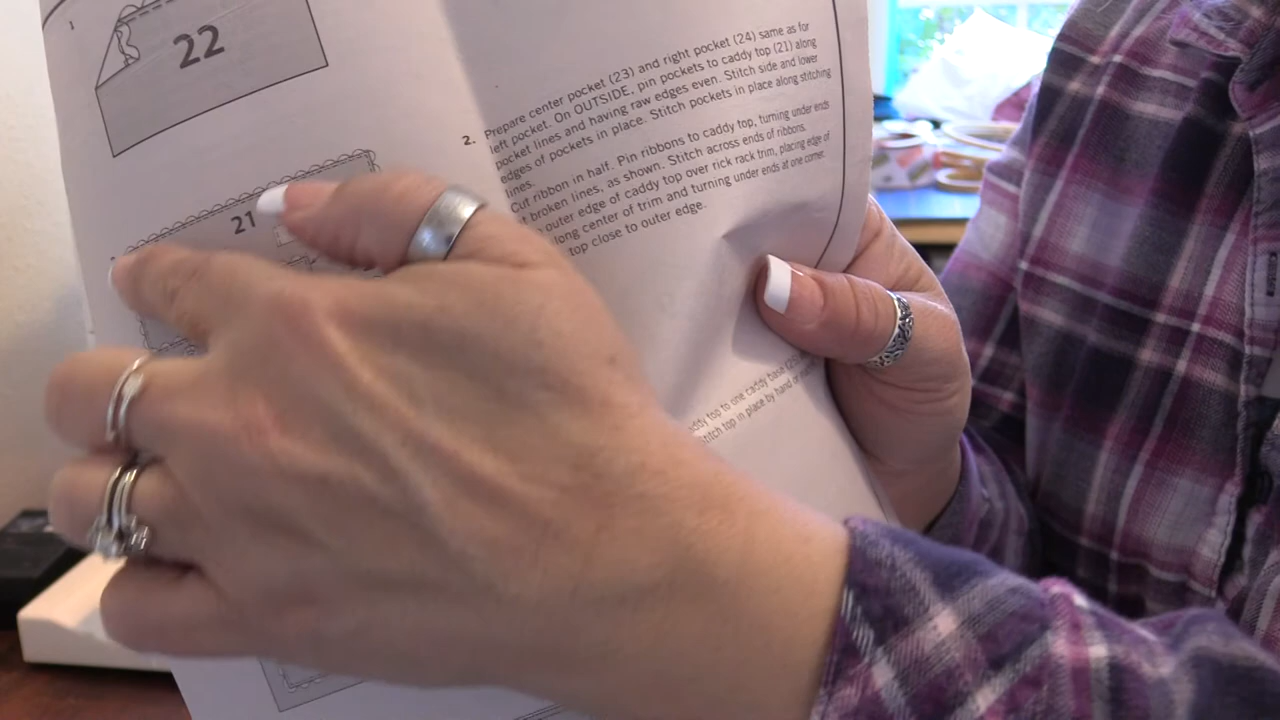 1
22
21
2.
Prepare center pocket (23) and right pocket (24) same as for
left pocket. On OUTSIDE, pin pockets to caddy top (21) along
pocket lines and having raw edges even. Stitch side and lower
edges of pockets in place. Stitch pockets in place along stitching
lines.
Cut ribbon in half. Pin ribbons to caddy top, turning under ends
broken lines, as shown. Stitch across ends of ribbons.
outer edge of caddy top over rick rack trim, placing edge of
long center of trim and turning under ends at one corner.
top close to outer edge.
top to one caddy base
stitch top in place by hand or